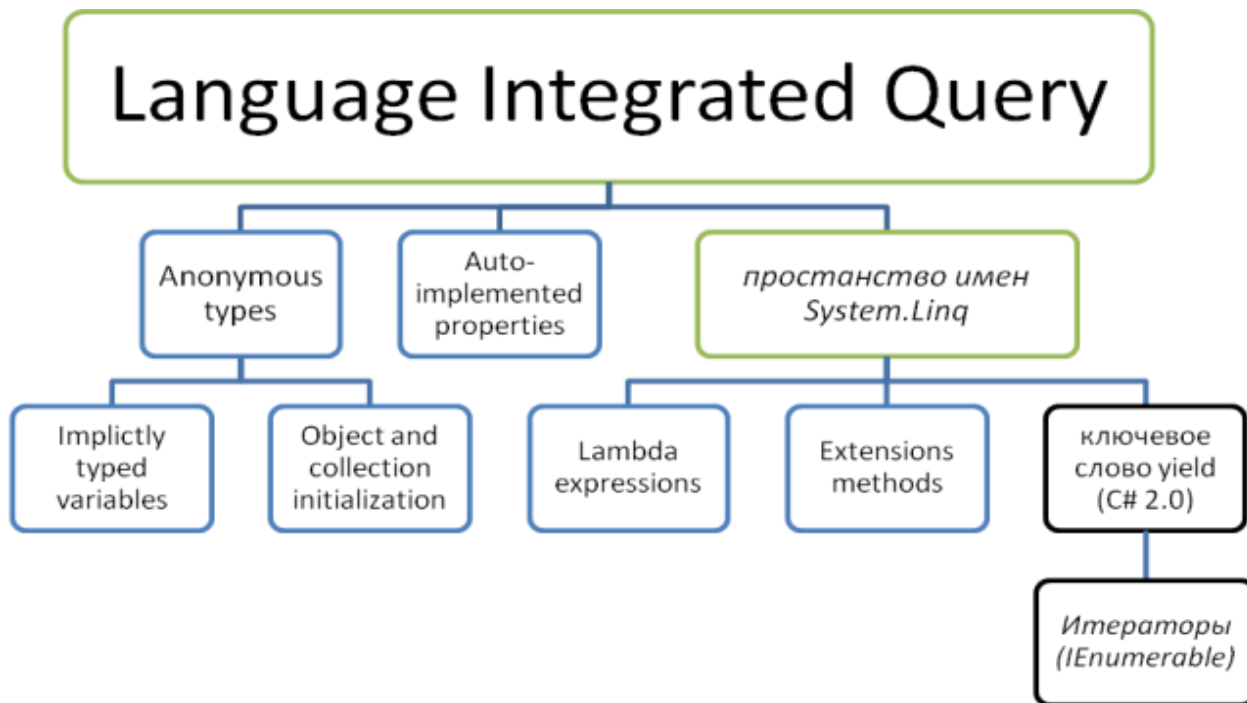 Language Integrated Query
Anonymous
types
Auto-
implemented
properties
простанство имен
System.Linq
Implictly
typed
variables
Object and
collection
initialization
Lambda
expressions
Extensions
methods
ключевое
слово yield
(C# 2.0)
Итераторы
(IEnumerable)